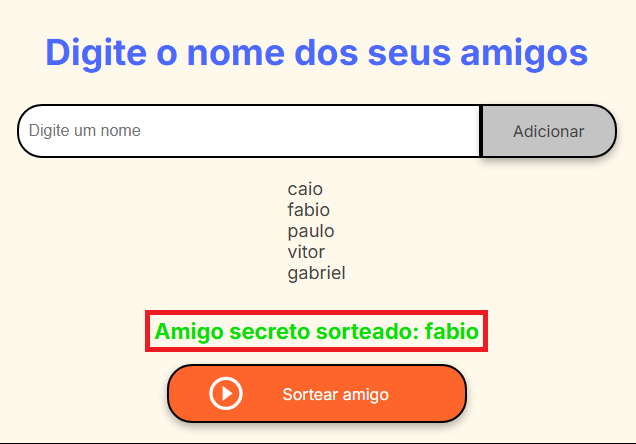 Digite o nome dos seus amigos
Digite um nome
Adicionar
caio
fabio
paulo
vitor
gabriel
Amigo secreto sorteado: fabio
Sortear amigo